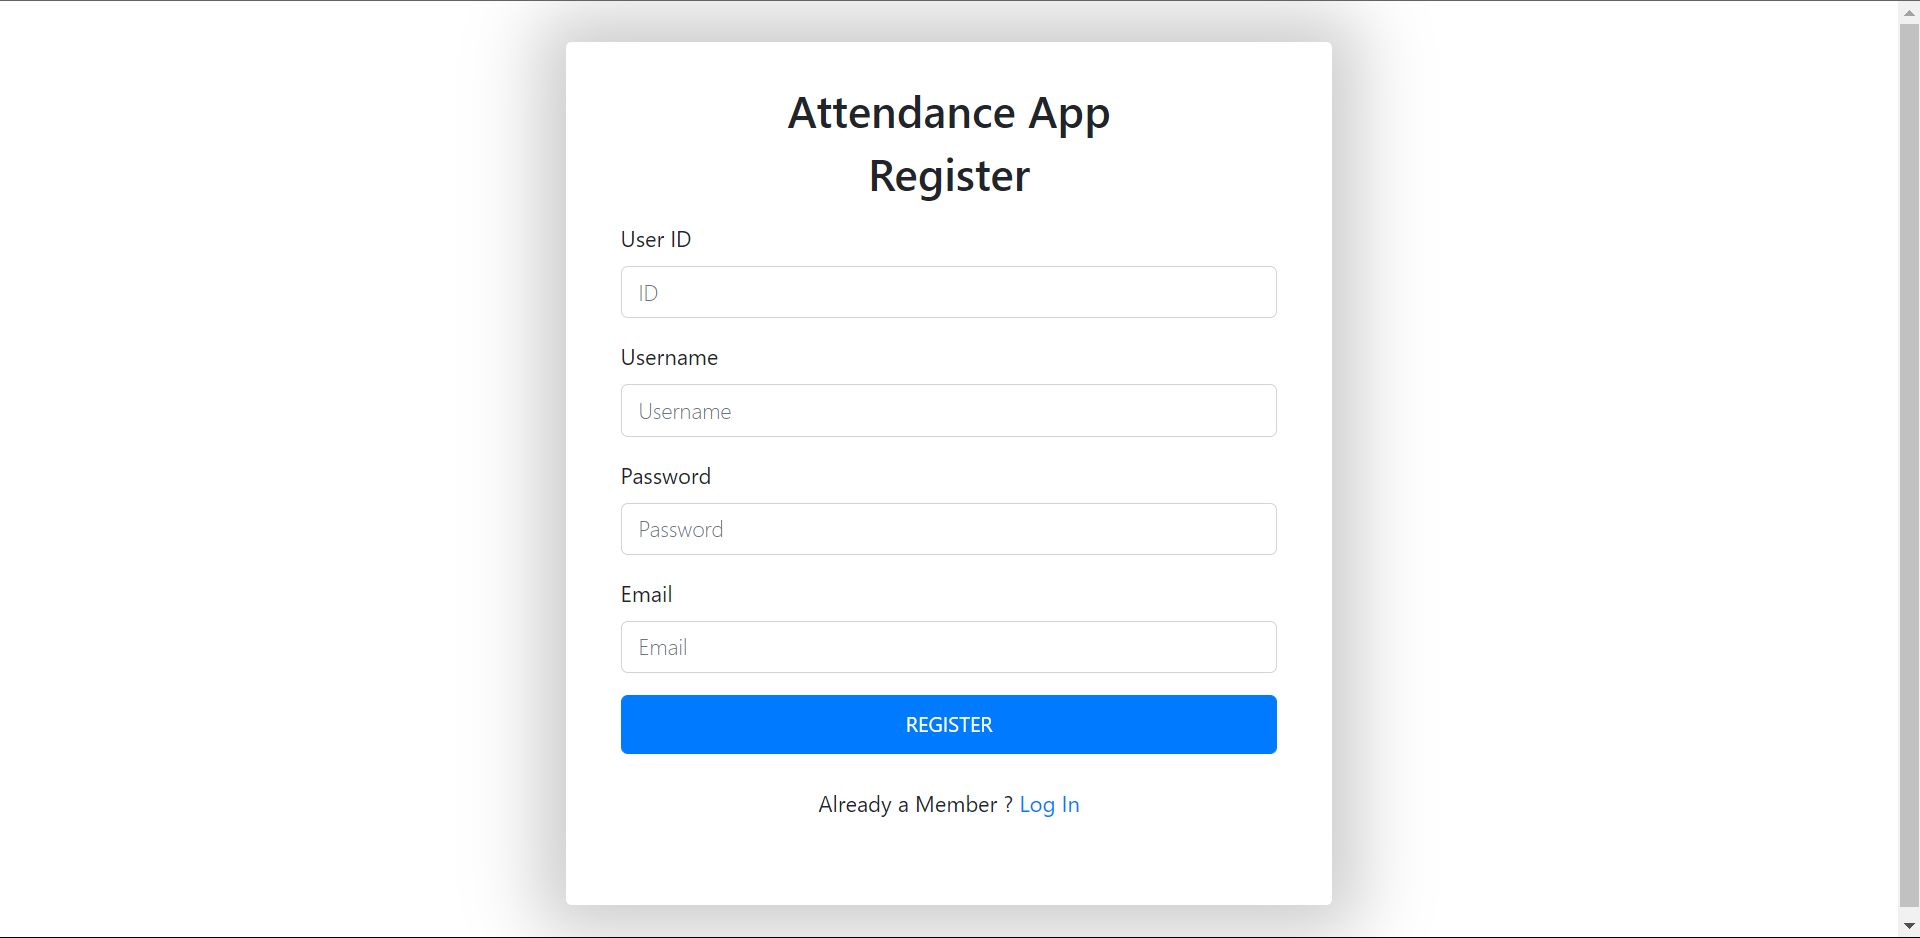 Attendance App
Register
User ID
ID
Username
Username
Password
Password
Email
Email
REGISTER
Already a Member ? Log In